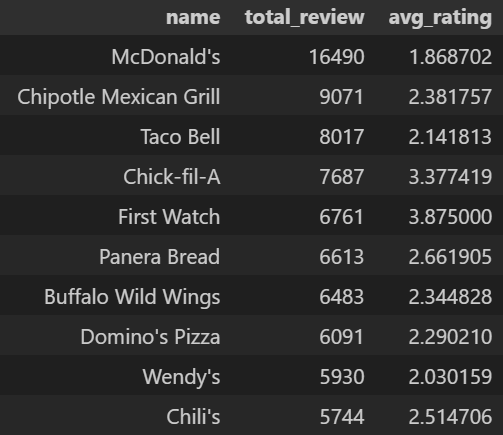 name total_review avg_rating
McDonald's 16490 1.868702
Chipotle Mexican Grill 9071 2.381757
Taco Bell 8017 2.141813
Chick-fil-A 7687 3.377419
First Watch 6761 3.875000
Panera Bread 6613 2.661905
Buffalo Wild Wings 6483 2.344828
Domino's Pizza 6091 2.290210
Wendy's 5930 2.030159
Chili's 5744 2.514706